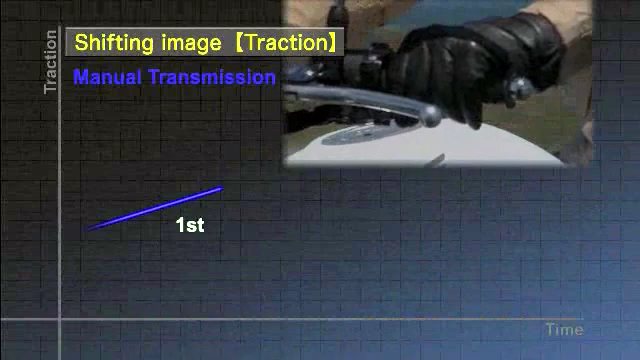 Traction
Shifting image【Traction】
Manual Transmission
1st
Time